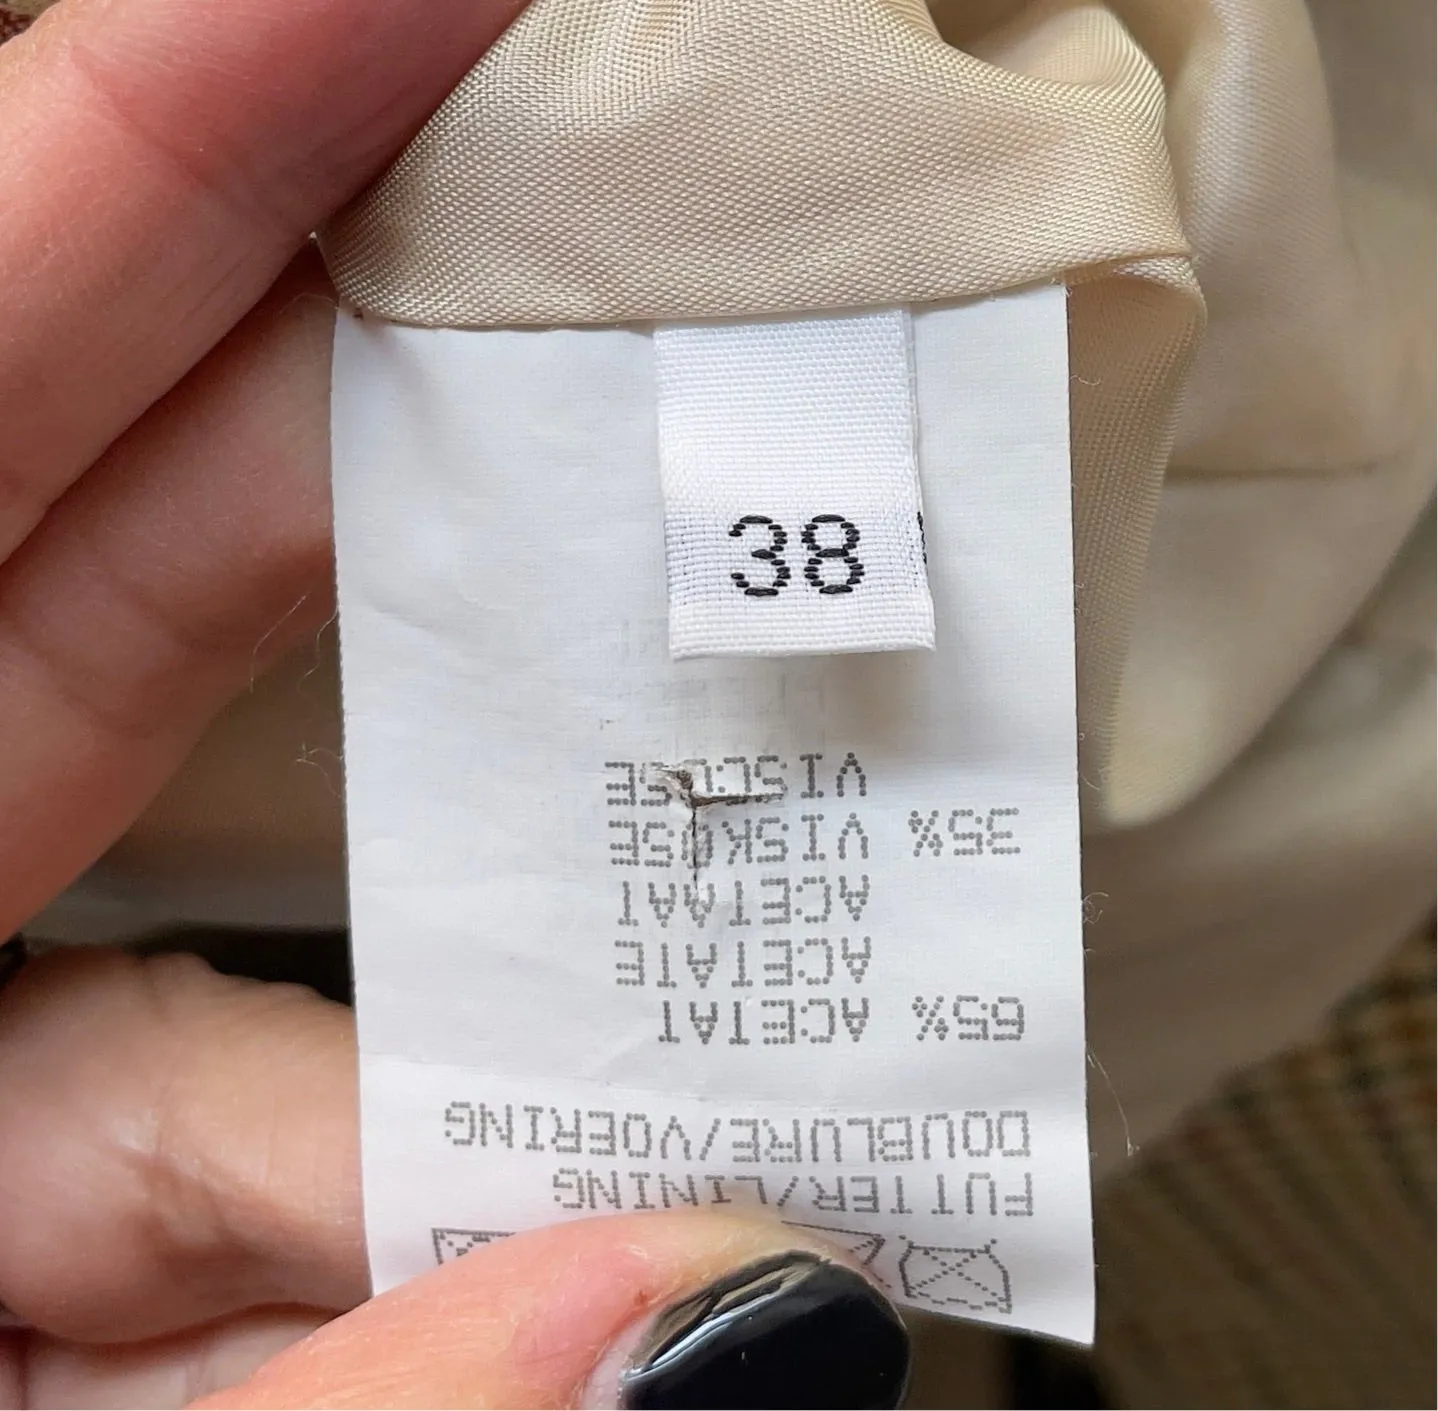 38
FUTTER/LINING
DOUBLURE/VOERING
65% ACETAT
ACETATE
ACETAAT
35% VISKOSE
VISCOSE